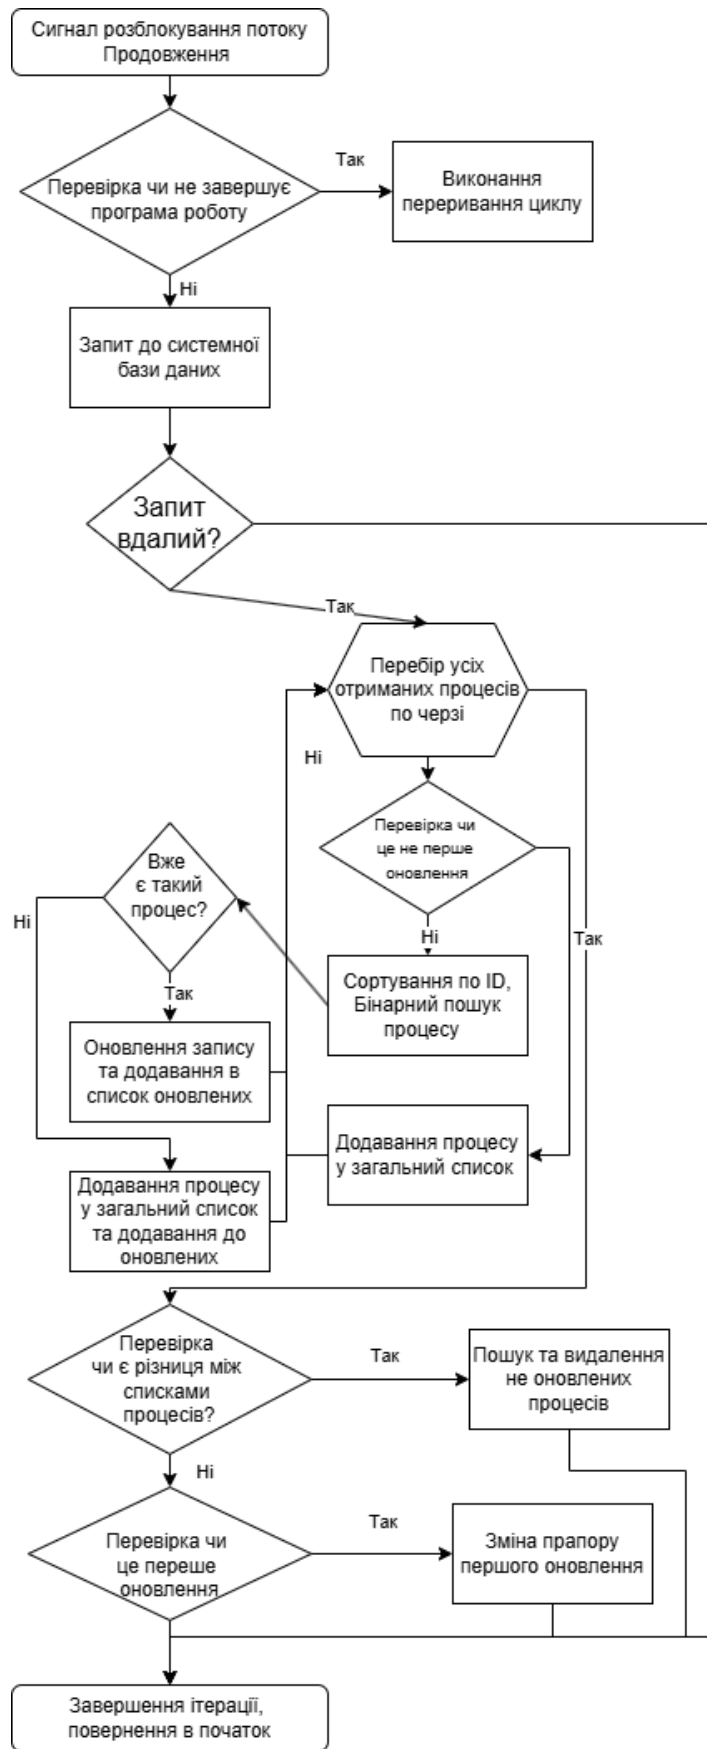 Сигнал розблокування потоку
Продовження
Перевірка чи не завершує
програма роботу
Так
Виконання
переривання циклу
Ні
Запит до системної
бази даних
Запит
вдалий?
Так
Перебір усіх
отриманих процесів
по черзі
Ні
Перевірка чи
це не перше
оновлення
Вже
є такий
процес?
Ні
Ні
Так
Сортування по ID,
Бінарний пошук
процесу
Так
Оновлення запису
та додавання в
список оновлених
Додавання процесу
у загальний список
Додавання процесу
у загальний список
та додавання до
оновлених
Перевірка
чи є різниця між
списками
процесів?
Так
Пошук та видалення
не оновлених
процесів
Ні
Перевірка чи
це переше
оновлення
Так
Зміна прапору
першого оновлення
Завершення ітерації,
повернення в початок